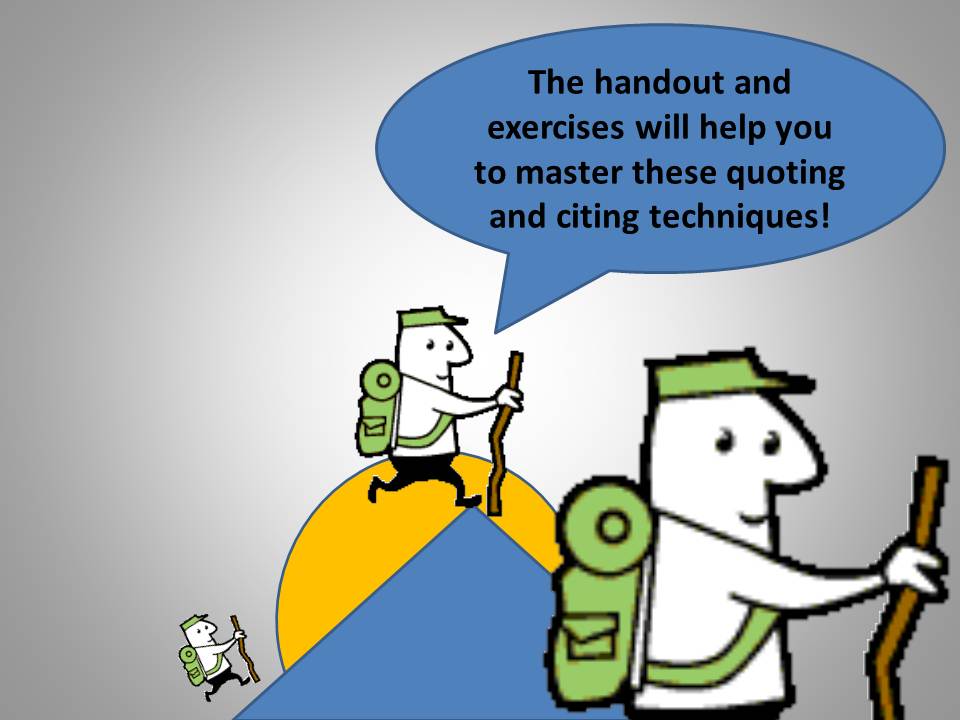 The handout and
exercises will help you
to master these quoting
and citing techniques!